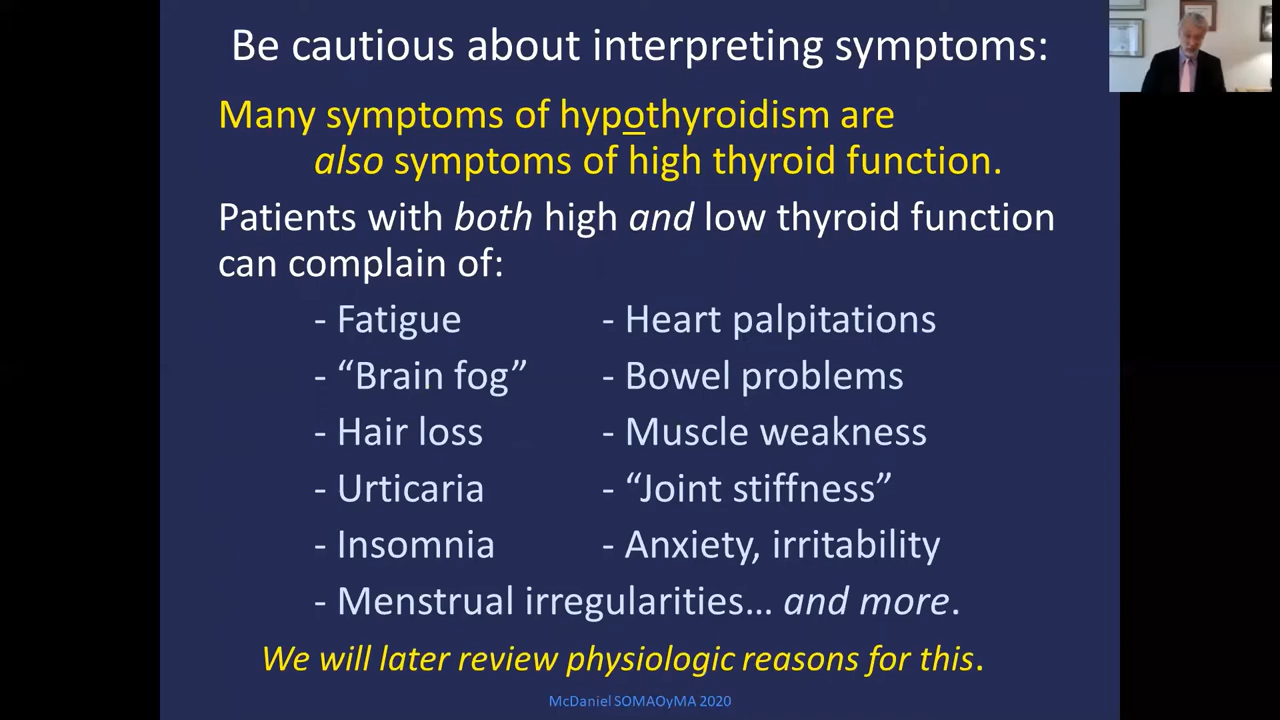 Be cautious about interpreting symptoms:
Many symptoms of hypothyroidism are
also symptoms of high thyroid function.
Patients with both high and low thyroid function
can complain of:
- Fatigue
- Heart palpitations
- “Brain fog”
- Bowel problems
- Hair loss
- Muscle weakness
- Urticaria
- “Joint stiffness”
- Insomnia
- Anxiety, irritability
- Menstrual irregularities... and more.
We will later review physiologic reasons for this.
McDaniel SOMAOyMA 2020